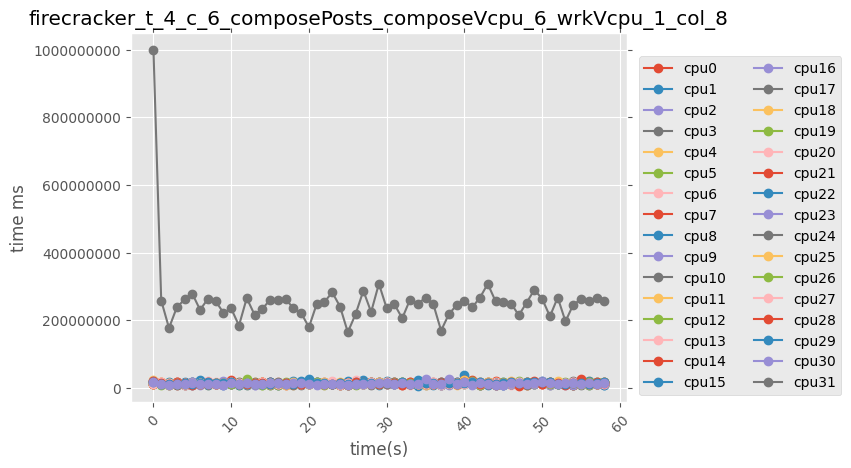 firecracker_t_4_c_6_composePosts_composeVcpu_6_wrkVcpu_1_col_8
1000000000
800000000
600000000
400000000
200000000
0
time ms
0
10
20
30
40
50
60
time(s)
cpu0
cpu1
cpu2
cpu3
cpu4
cpu5
cpu6
cpu7
cpu8
cpu9
cpu10
cpu11
cpu12
cpu13
cpu14
cpu15
cpu16
cpu17
cpu18
cpu19
cpu20
cpu21
cpu22
cpu23
cpu24
cpu25
cpu26
cpu27
cpu28
cpu29
cpu30
cpu31